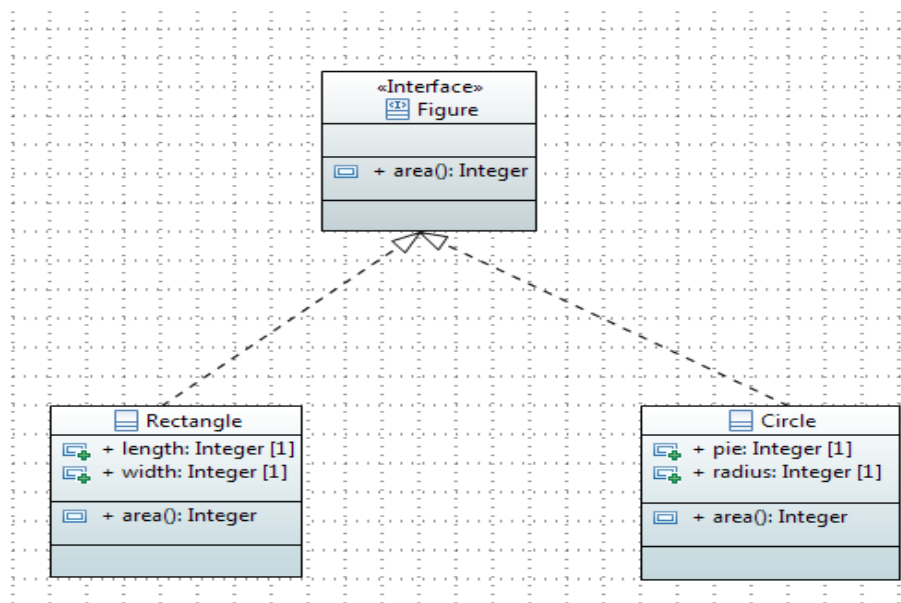 «Interface»
Figure
+ area(): Integer
Rectangle
+ length: Integer [1]
+ width: Integer [1]
+ area(): Integer
Circle
+ pie: Integer [1]
+ radius: Integer [1]
+ area(): Integer